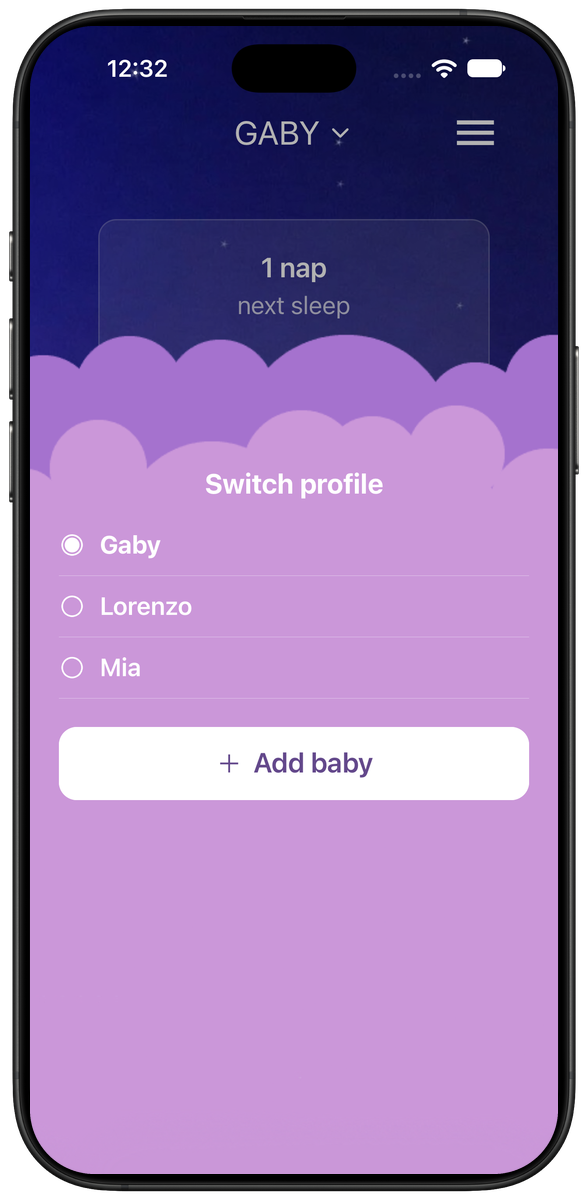 12:32
GABY
1 nap
next sleep
Switch profile
Gaby
Lorenzo
Mia
+ Add baby